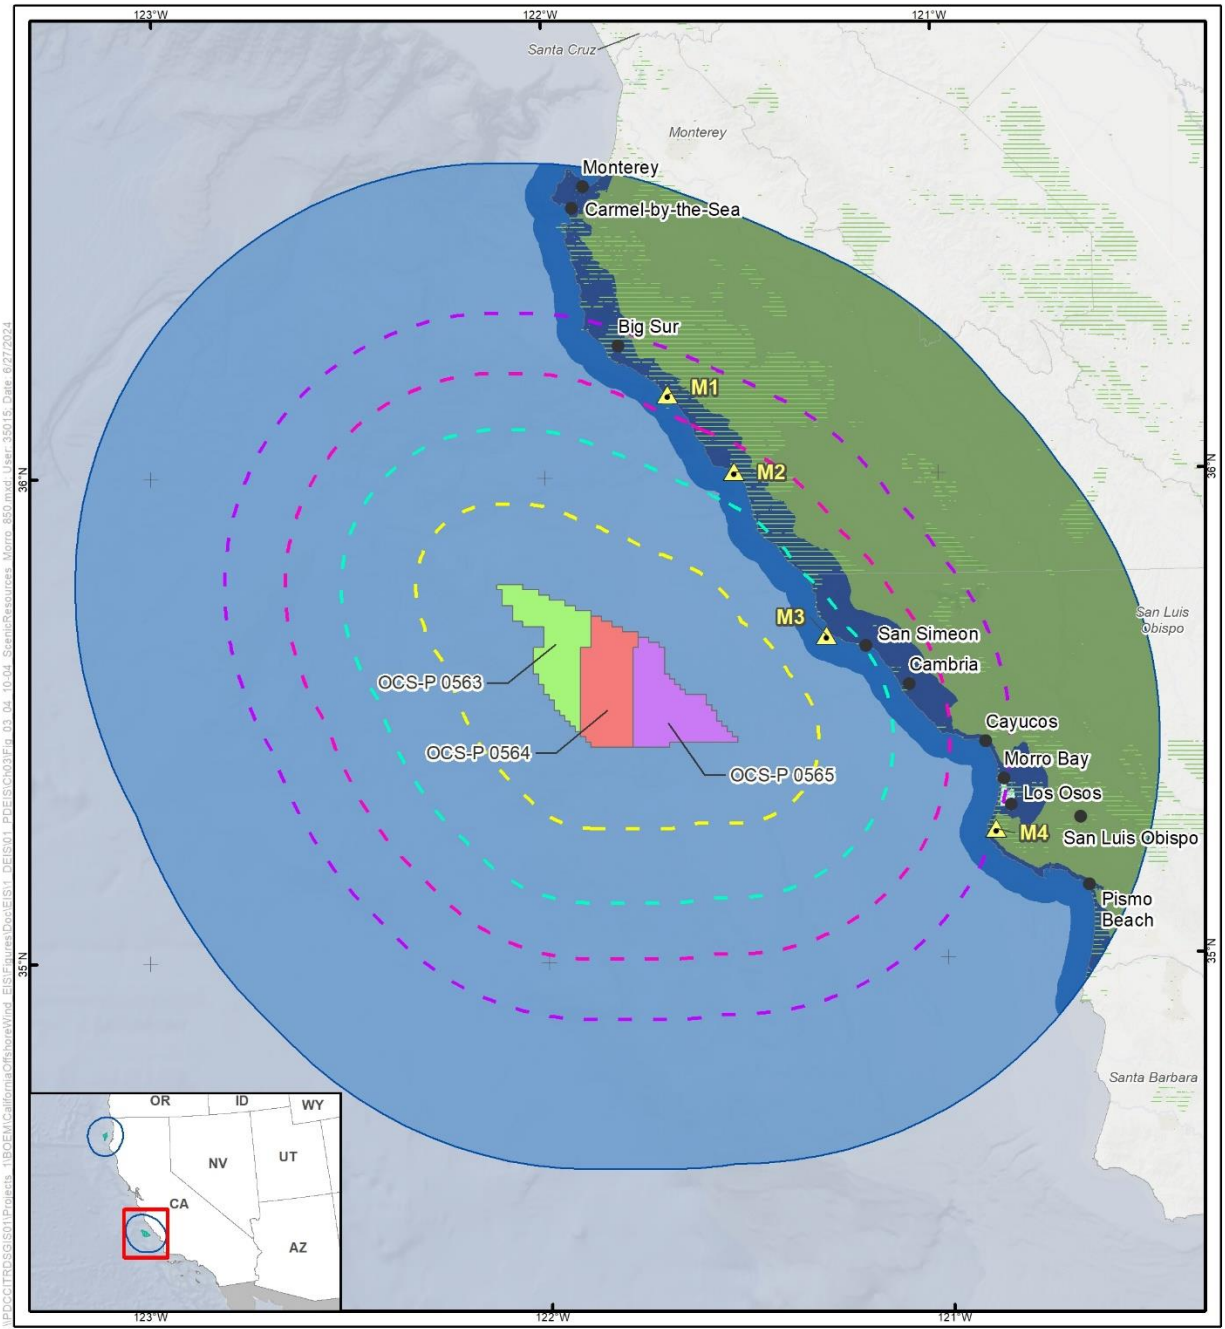 123°W
122°W
121°W
Santa Cruz
Monterey
Monterey
Carmel-by-the-Sea
Big Sur
M1
36°N
36°N
M2
M3
San Simeon
San Luis
Obispo
Cambria
OCS-P 0563
Cayucos
OCS-P 0564
Morro Bay
OCS-P 0565
Los Osos
M4
San Luis Obispo
Pismo
Beach
35°N
35°N
Santa Barbara
OR
ID
WY
NV
UT
CA
AZ
123°W
122°W
121°W